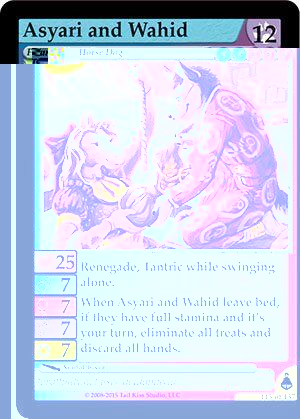 Asyari and Wahid
12
Horse Dog
25
7
7
7
7
Renegade, Tantric while swinging
alone.
When Asyari and Wahid leave bed,
if they have full stamina and it's
your turn, eliminate all treats and
discard all hands.
© 2009-2015 Tail Kiss Studio, LLC